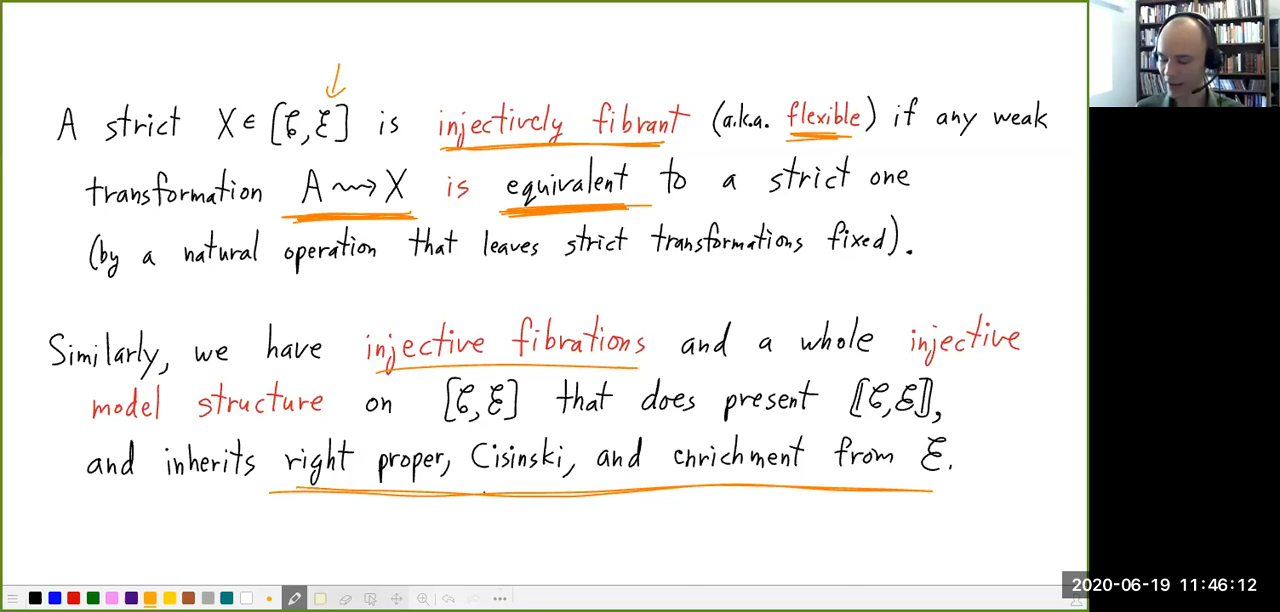 A strict X ∈ [𝒞, ℰ] is injectively fibrant (a.k.a. flexible) if any weak
transformation A ⇝ X is equivalent to a strict one
(by a natural operation that leaves strict transformations fixed).
Similarly, we have injective fibrations and a whole injective
model structure on [𝒞, ℰ] that does present ⟦𝒞, ℰ⟧,
and inherits right proper, Cisinski, and enrichment from ℰ.
2020-06-19 11:46:12